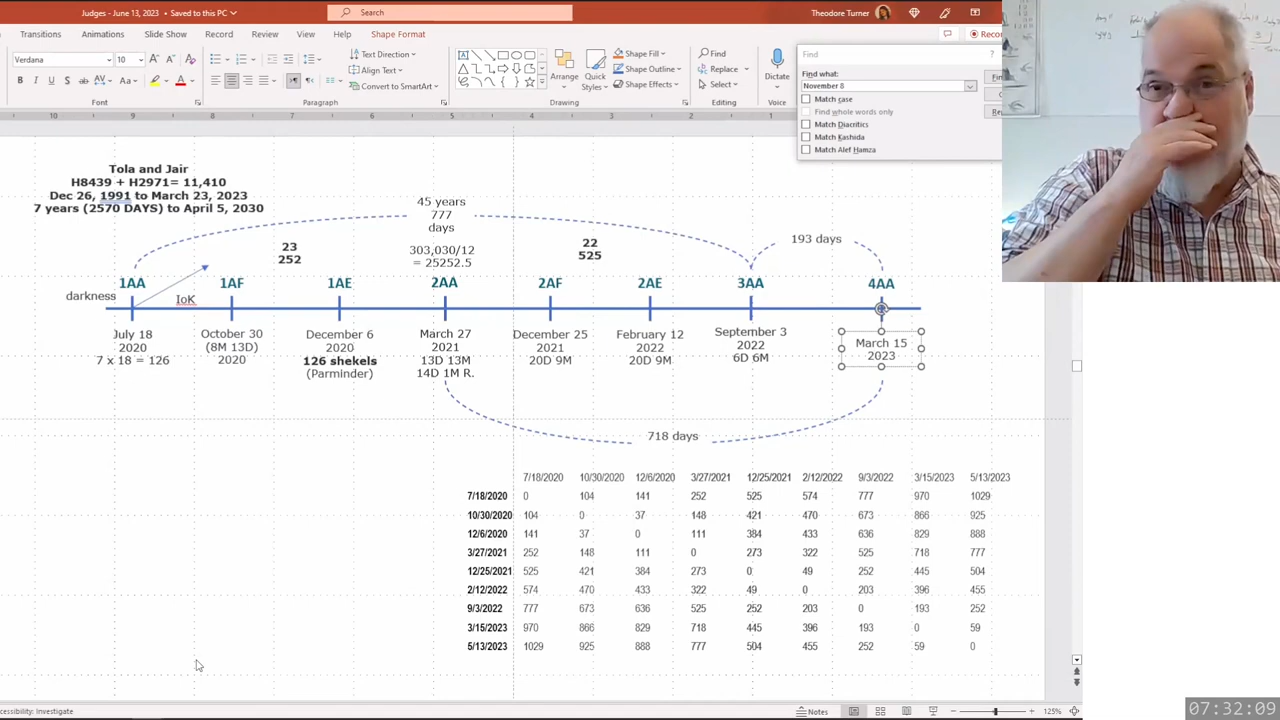 Judges - June 13, 2023 • Saved to this PC
Search
Theodore Turner
Transitions
Animations
Slide Show
Record
Review
View
Help
Shape Format
Verdana
10
Text Direction
Align Text
Convert to SmartArt
Arrange
Quick
Styles
Shape Fill
Shape Outline
Shape Effects
Find
Replace
Select
Dictate
Font
Paragraph
Drawing
Editing
Voice
Find
Find what:
November 8
Match case
Find whole words only
Match Diacritics
Match Kashida
Match Alef Hamza
10 9 8 7 6 5 4 3 2 1
Tola and Jair
H8439 + H2971= 11,410
Dec 26, 1991 to March 23, 2023
7 years (2570 DAYS) to April 5, 2030
45 years
777
days
303,030/12
= 25252.5
23
252
22
525
193 days
1AA 1AF 1AE 2AA 2AF 2AE 3AA 4AA
darkness
IoK
July 18
2020
7 x 18 = 126
October 30
(8M 13D)
2020
December 6
2020
126 shekels
(Parminder)
March 27
2021
13D 13M
14D 1M R.
December 25
2021
20D 9M
February 12
2022
20D 9M
September 3
2022
6D 6M
March 15
2023
718 days
7/18/2020 10/30/2020 12/6/2020 3/27/2021 12/25/2021 2/12/2022 9/3/2022 3/15/2023 5/13/2023
7/18/2020 0 104 141 252 525 574 777 970 1029
10/30/2020 104 0 37 148 421 470 673 866 925
12/6/2020 141 37 0 111 384 433 636 829 888
3/27/2021 252 148 111 0 273 322 525 718 777
12/25/2021 525 421 384 273 0 49 252 445 504
2/12/2022 574 470 433 322 49 0 203 396 455
9/3/2022 777 673 636 525 252 203 0 193 252
3/15/2023 970 866 829 718 445 396 193 0 59
5/13/2023 1029 925 888 777 504 455 252 59 0
ccessibility: Investigate
Notes
125%
07:32:09